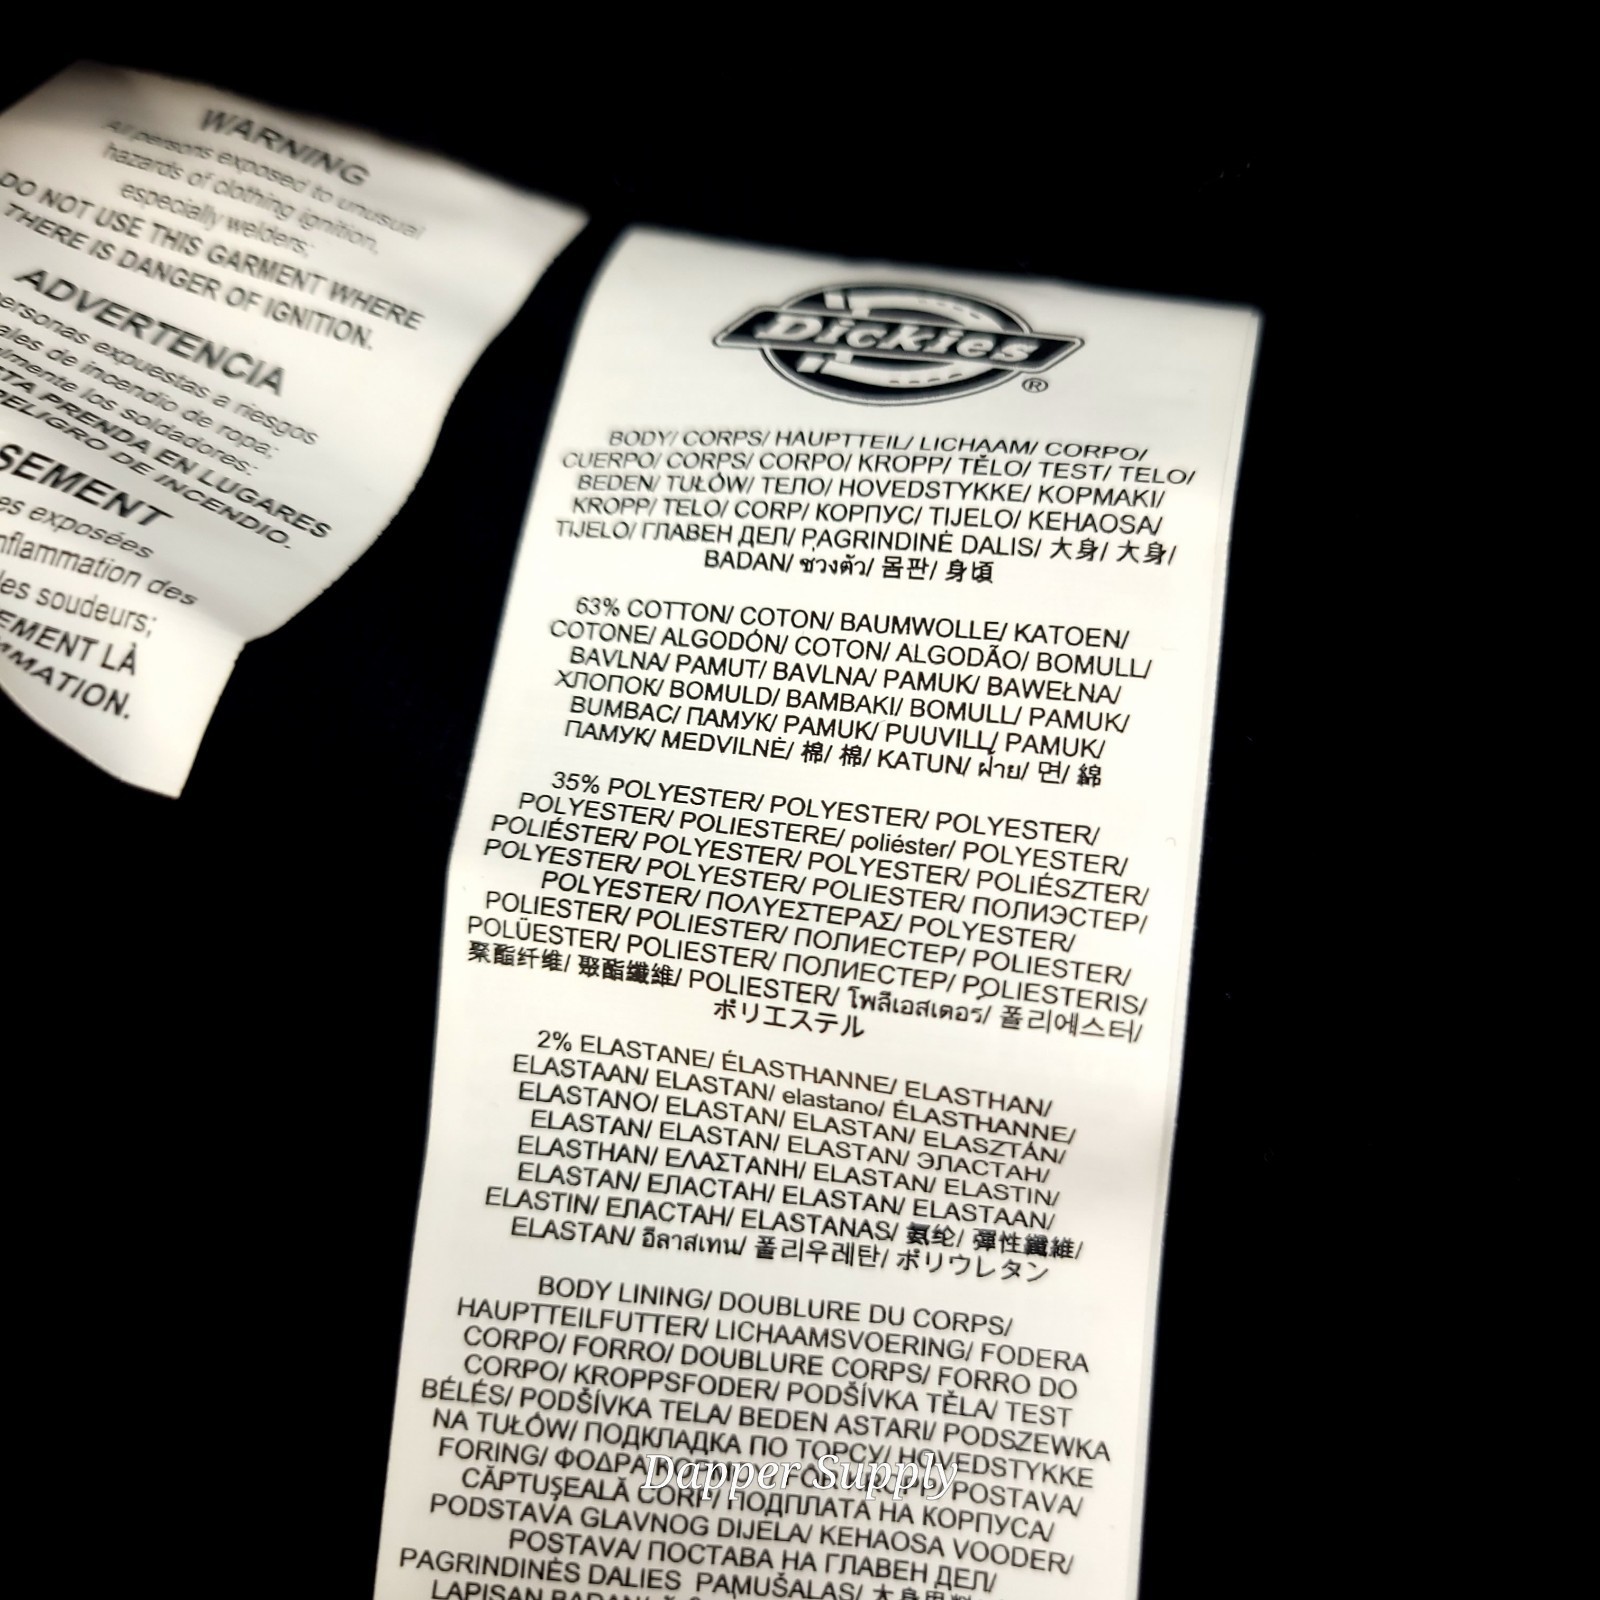 WARNING
All persons exposed to unusual
hazards of clothing ignition,
especially welders;
DO NOT USE THIS GARMENT WHERE
THERE IS DANGER OF IGNITION.
ADVERTENCIA
personas expuestas a riesgos
de incendio de ropa;
los soldadores:
PRENDA EN LUGARES
PELIGRO DE INCENDIO.
exposées
des
les soudeurs;
LÀ
Dickies®
BODY/ CORPS/ HAUPTTEIL/ LICHAAM/ CORPO/
CUERPO/ CORPS/ CORPO/ KROPP/ TĚLO/ TEST/ TELO/
BEDEN/ TUŁÓW/ ТЕЛО/ HOVEDSTYKKE/ ΚΟΡΜΑΚΙ/
KROPP/ TELO/ CORP/ КОРПУС/ TIJELO/ KEHAOSA/
TIJELO/ ГЛАВЕН ДЕЛ/ PAGRINDINĖ DALIS/ 大身/ 大身/
BADAN/ ช่วงตัว/ 몸판/ 身頃
63% COTTON/ COTON/ BAUMWOLLE/ KATOEN/
COTONE/ ALGODÓN/ COTON/ ALGODÃO/ BOMULL/
BAVLNA/ PAMUT/ BAVLNA/ PAMUK/ BAWEŁNA/
ХЛОПОК/ BOMULD/ ΒΑΜΒΑΚΙ/ BOMULL/ PAMUK/
BUMBAC/ ПАМУК/ PAMUK/ PUUVILL/ PAMUK/
ПАМУК/ MEDVILNĖ/ 棉/ 棉/ KATUN/ ฝ้าย/ 면/ 綿
35% POLYESTER/ POLYESTER/ POLYESTER/
POLYESTER/ POLIESTERE/ poliéster/ POLYESTER/
POLIÉSTER/ POLYESTER/ POLYESTER/ POLIÉSZTER/
POLYESTER/ POLYESTER/ POLIESTER/ ПОЛИЭСТЕР/
POLYESTER/ ΠΟΛΥΕΣΤΕΡΑΣ/ POLYESTER/
POLIESTER/ POLIESTER/ ПОЛИЕСТЕР/ POLIESTER/
POLÜESTER/ POLIESTER/ ПОЛИЕСТЕР/ POLIESTERIS/
聚酯纤维/ 聚酯纖維/ POLIESTER/ โพลีเอสเตอร์/ 폴리에스터/
ポリエステル
2% ELASTANE/ ÉLASTHANNE/ ELASTHAN/
ELASTAAN/ ELASTAN/ elastano/ ÉLASTHANNE/
ELASTANO/ ELASTAN/ ELASTAN/ ELASZTÁN/
ELASTAN/ ELASTAN/ ELASTAN/ ЭЛАСТАН/
ELASTHAN/ ΕΛΑΣΤΑΝΗ/ ELASTAN/ ELASTIN/
ELASTAN/ ЕЛАСТАН/ ELASTAN/ ELASTAAN/
ELASTIN/ ЕЛАСТАН/ ELASTANAS/ 氨纶/ 彈性纖維/
ELASTAN/ อีลาสเทน/ 폴리우레탄/ ポリウレタン
BODY LINING/ DOUBLURE DU CORPS/
HAUPTTEILFUTTER/ LICHAAMSVOERING/ FODERA
CORPO/ FORRO/ DOUBLURE CORPS/ FORRO DO
CORPO/ KROPPSFODER/ PODŠÍVKA TĚLA/ TEST
BÉLÉS/ PODŠÍVKA TELA/ BEDEN ASTARI/ PODSZEWKA
NA TUŁÓW/ ПОДКЛАДКА ПО ТОРСУ/ HOVEDSTYKKE
FORING/ ΦΟΔΡΑ POSTAVA/
CĂPTUȘEALĂ CORP/ ПОДПЛАТА НА КОРПУСА/
PODSTAVA GLAVNOG DIJELA/ KEHAOSA VOODER/
POSTAVA/ ПОСТАВА НА ГЛАВЕН ДЕЛ/
PAGRINDINĖS DALIES PAMUŠALAS/
LAPISAN
Dapper Supply